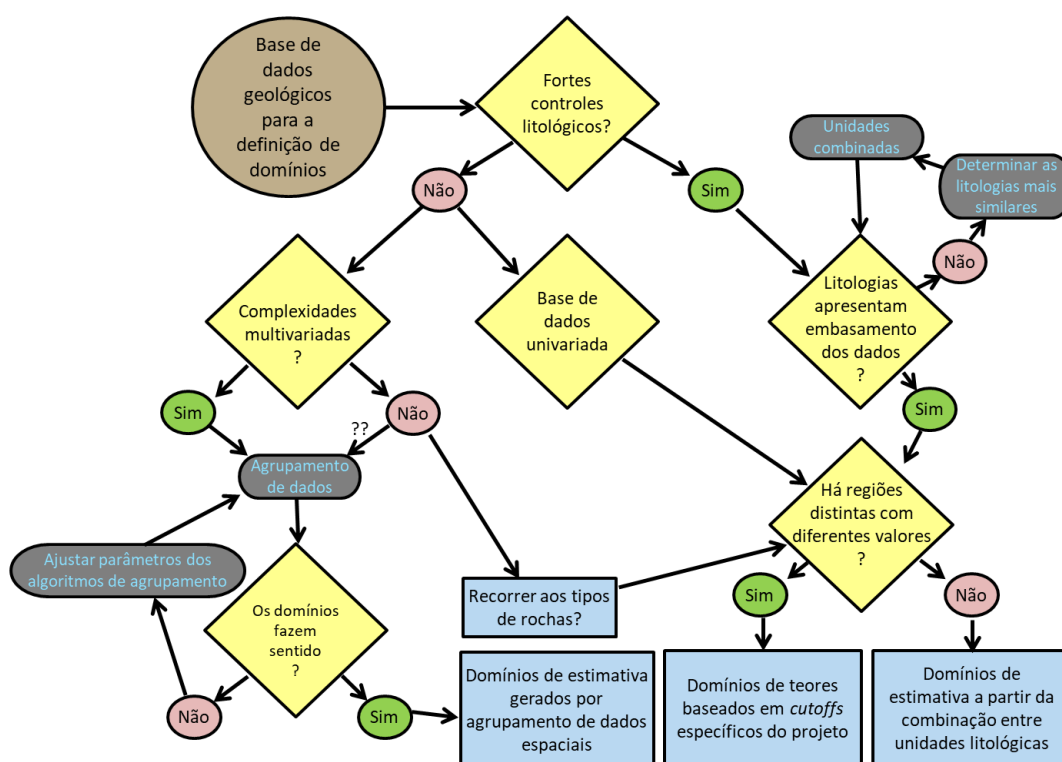 Base de
dados
geológicos
para a
definição de
domínios
Fortes
controles
litológicos?
Unidades
combinadas
Determinar as
litologias mais
similares
Não
Sim
Não
Complexidades
multivariadas
?
Base de
dados
univariada
Litologias
apresentam
embasamento
dos dados
?
Sim
Não
Sim
??
Agrupamento
de dados
Há regiões
distintas com
diferentes valores
?
Ajustar parâmetros dos
algoritmos de agrupamento
Recorrer aos tipos
de rochas?
Sim
Não
Os domínios
fazem
sentido
?
Não
Sim
Domínios de estimativa
gerados por
agrupamento de dados
espaciais
Domínios de teores
baseados em cutoffs
específicos do projeto
Domínios de
estimativa a partir da
combinação entre
unidades litológicas